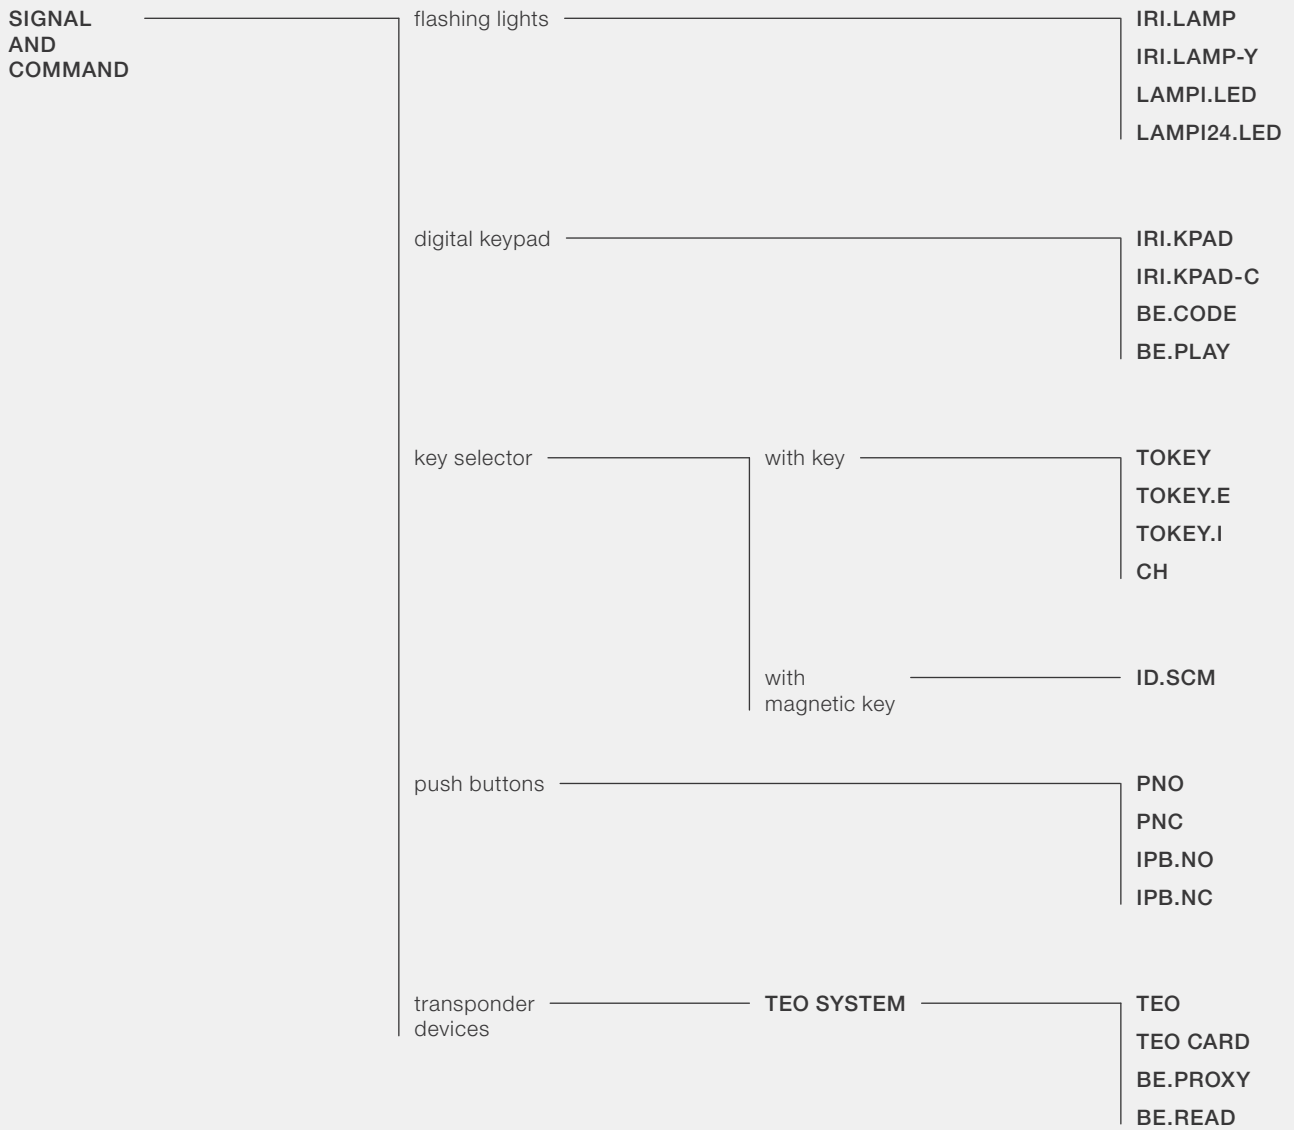 SIGNAL
AND
COMMAND
flashing lights
IRI.LAMP
IRI.LAMP-Y
LAMPI.LED
LAMPI24.LED
digital keypad
IRI.KPAD
IRI.KPAD-C
BE.CODE
BE.PLAY
key selector
with key
TOKEY
TOKEY.E
TOKEY.I
CH
with
magnetic key
ID.SCM
push buttons
PNO
PNC
IPB.NO
IPB.NC
transponder
devices
TEO SYSTEM
TEO
TEO CARD
BE.PROXY
BE.READ